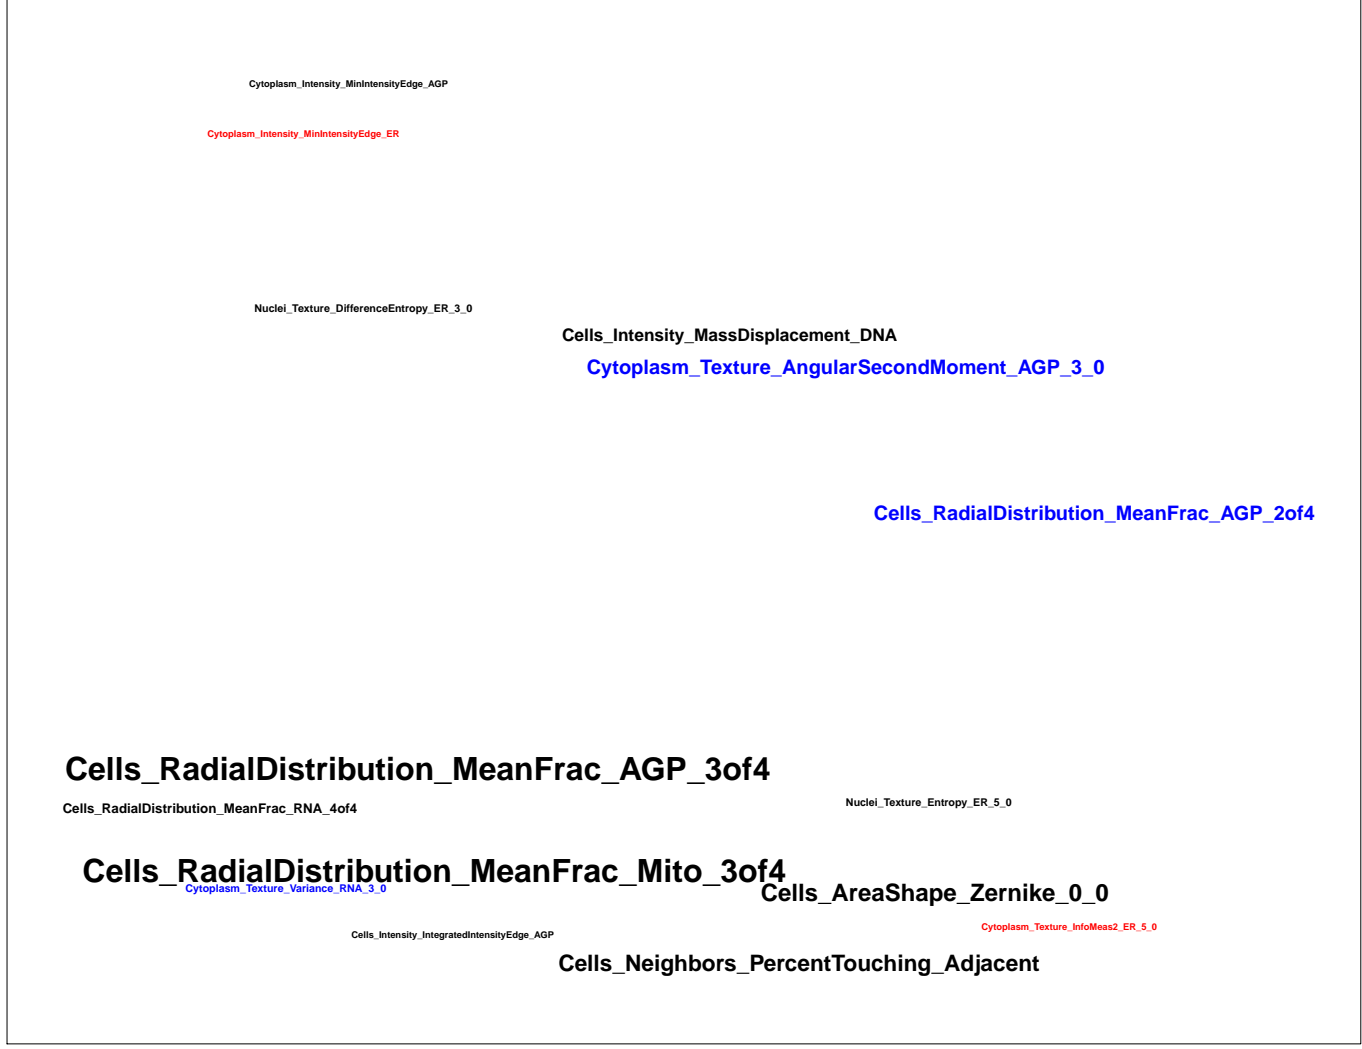 Cytoplasm_Intensity_MinIntensityEdge_AGP
Cytoplasm_Intensity_MinIntensityEdge_ER
Nuclei_Texture_DifferenceEntropy_ER_3_0
Cells_Intensity_MassDisplacement_DNA
Cytoplasm_Texture_AngularSecondMoment_AGP_3_0
Cells_RadialDistribution_MeanFrac_AGP_2of4
Cells_RadialDistribution_MeanFrac_AGP_3of4
Nuclei_Texture_Entropy_ER_5_0
Cells_RadialDistribution_MeanFrac_RNA_4of4
Cells_RadialDistribution_MeanFrac_Mito_3of4
Cytoplasm_Texture_Variance_RNA_3_0
Cells_AreaShape_Zernike_0_0
Cytoplasm_Texture_InfoMeas2_ER_5_0
Cells_Intensity_IntegratedIntensityEdge_AGP
Cells_Neighbors_PercentTouching_Adjacent